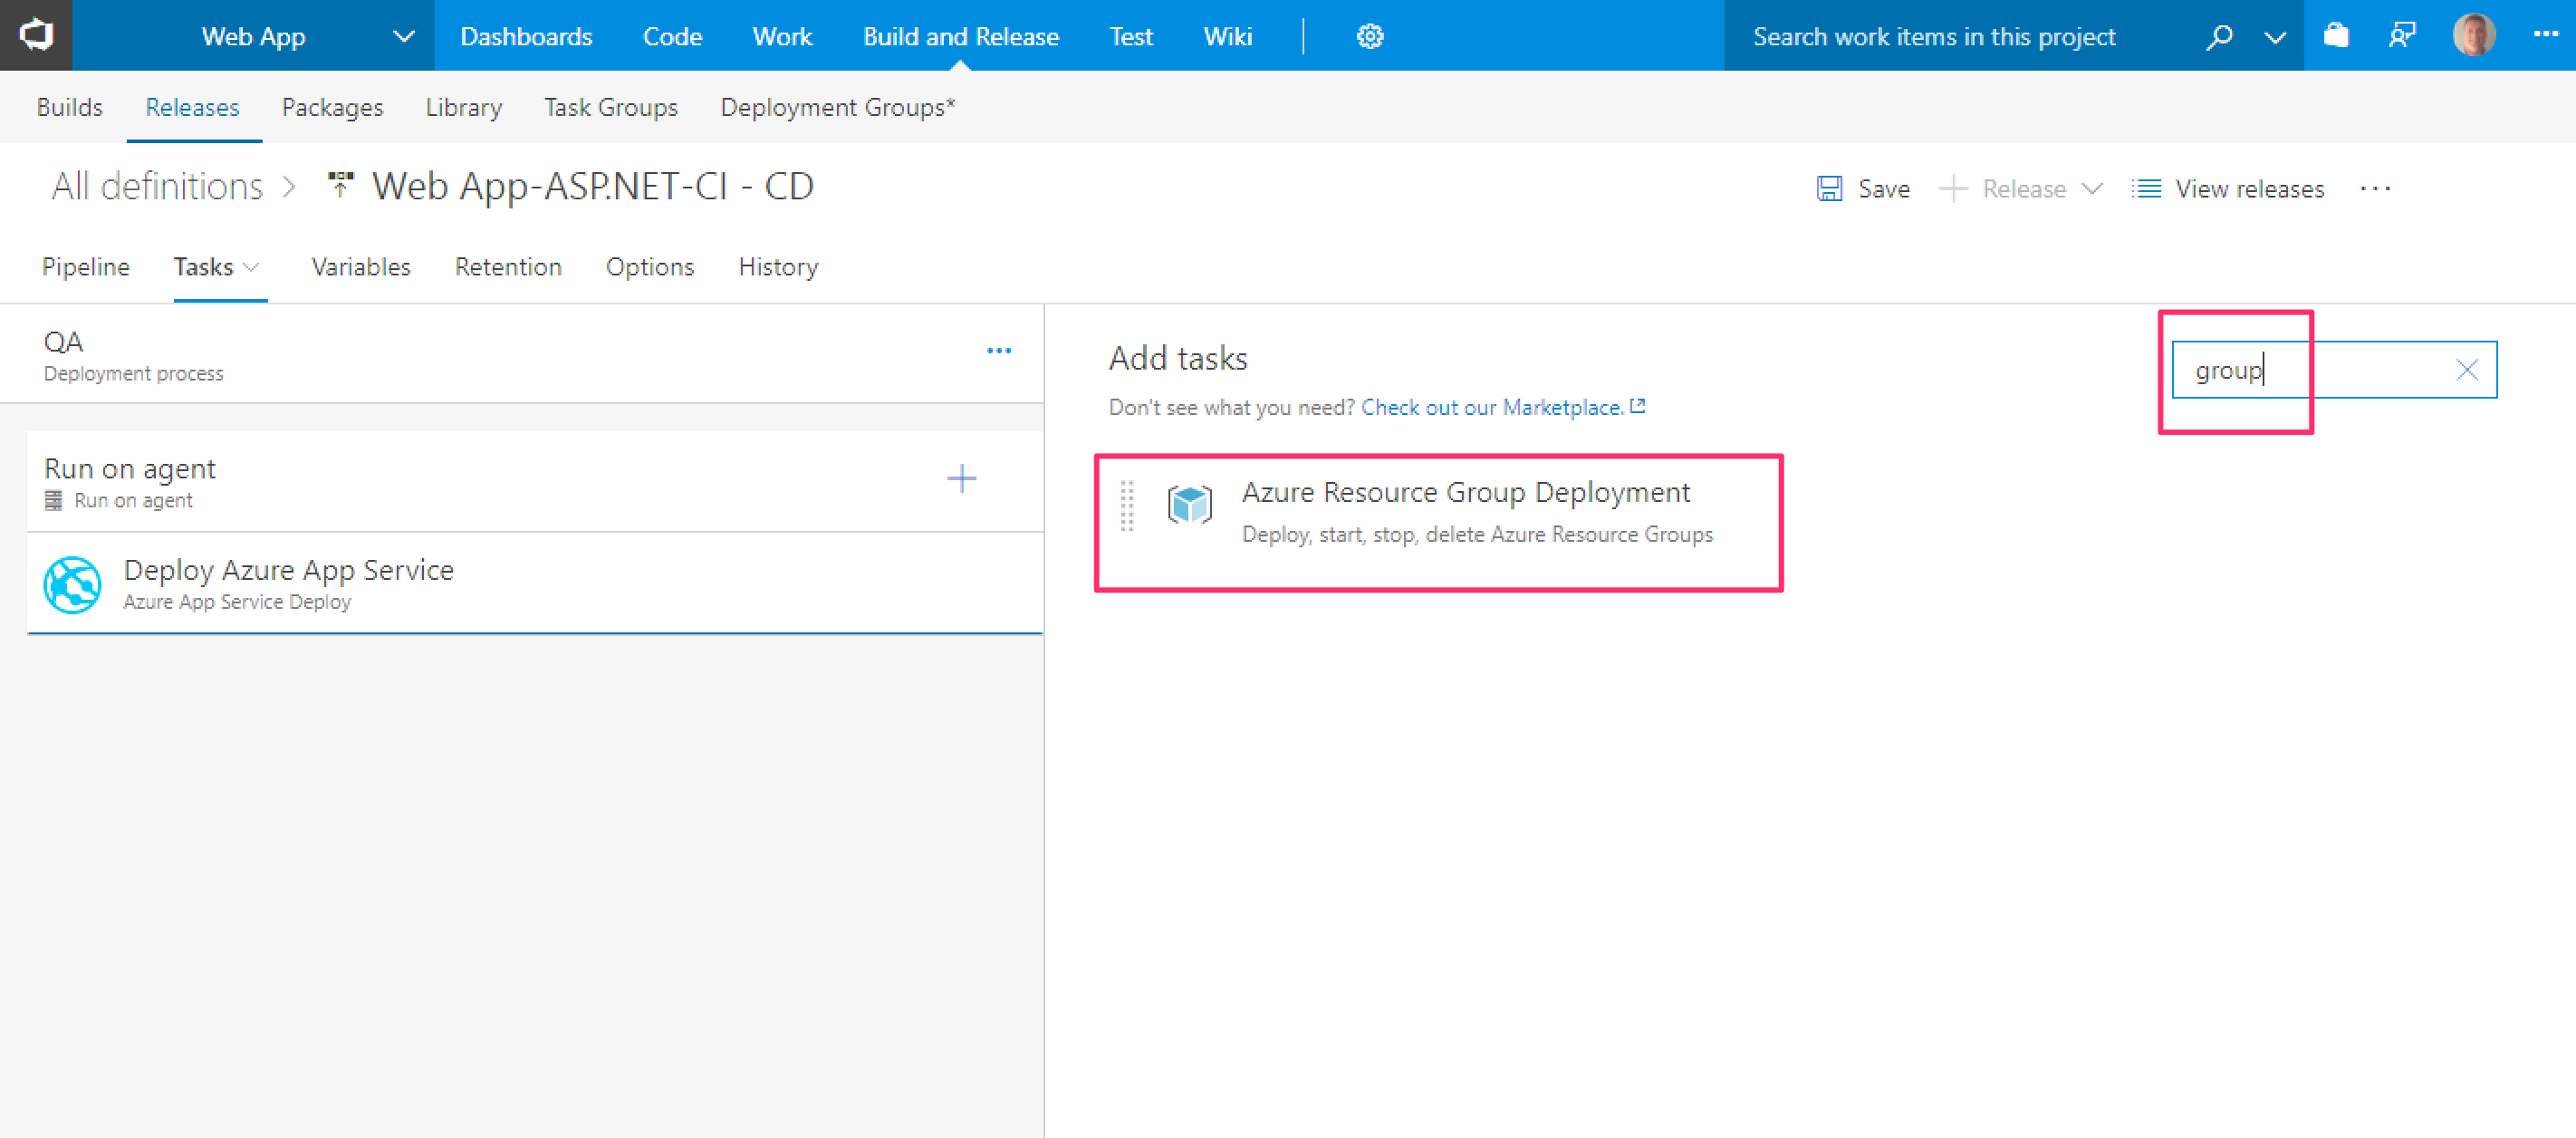 Web App Dashboards Code Work Build and Release Test Wiki Search work items in this project
Builds Releases Packages Library Task Groups Deployment Groups*
All definitions > Web App-ASP.NET-CI - CD Save + Release View releases ...
Pipeline Tasks Variables Retention Options History
QA
Deployment process
Run on agent
Run on agent
Deploy Azure App Service
Azure App Service Deploy
Add tasks
group
Don't see what you need? Check out our Marketplace.
Azure Resource Group Deployment
Deploy, start, stop, delete Azure Resource Groups